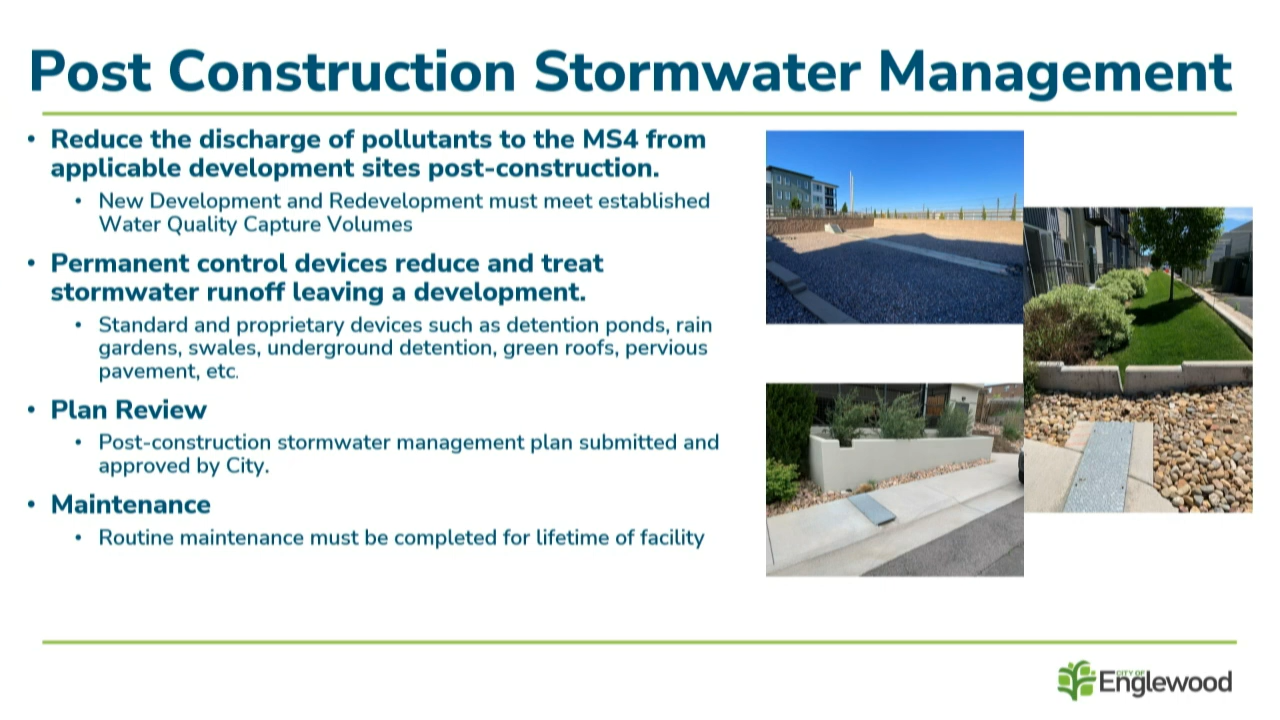 Post Construction Stormwater Management
• Reduce the discharge of pollutants to the MS4 from
applicable development sites post-construction.
• New Development and Redevelopment must meet established
Water Quality Capture Volumes
• Permanent control devices reduce and treat
stormwater runoff leaving a development.
• Standard and proprietary devices such as detention ponds, rain
gardens, swales, underground detention, green roofs, pervious
pavement, etc.
• Plan Review
• Post-construction stormwater management plan submitted and
approved by City.
• Maintenance
• Routine maintenance must be completed for lifetime of facility
CITY OF
Englewood